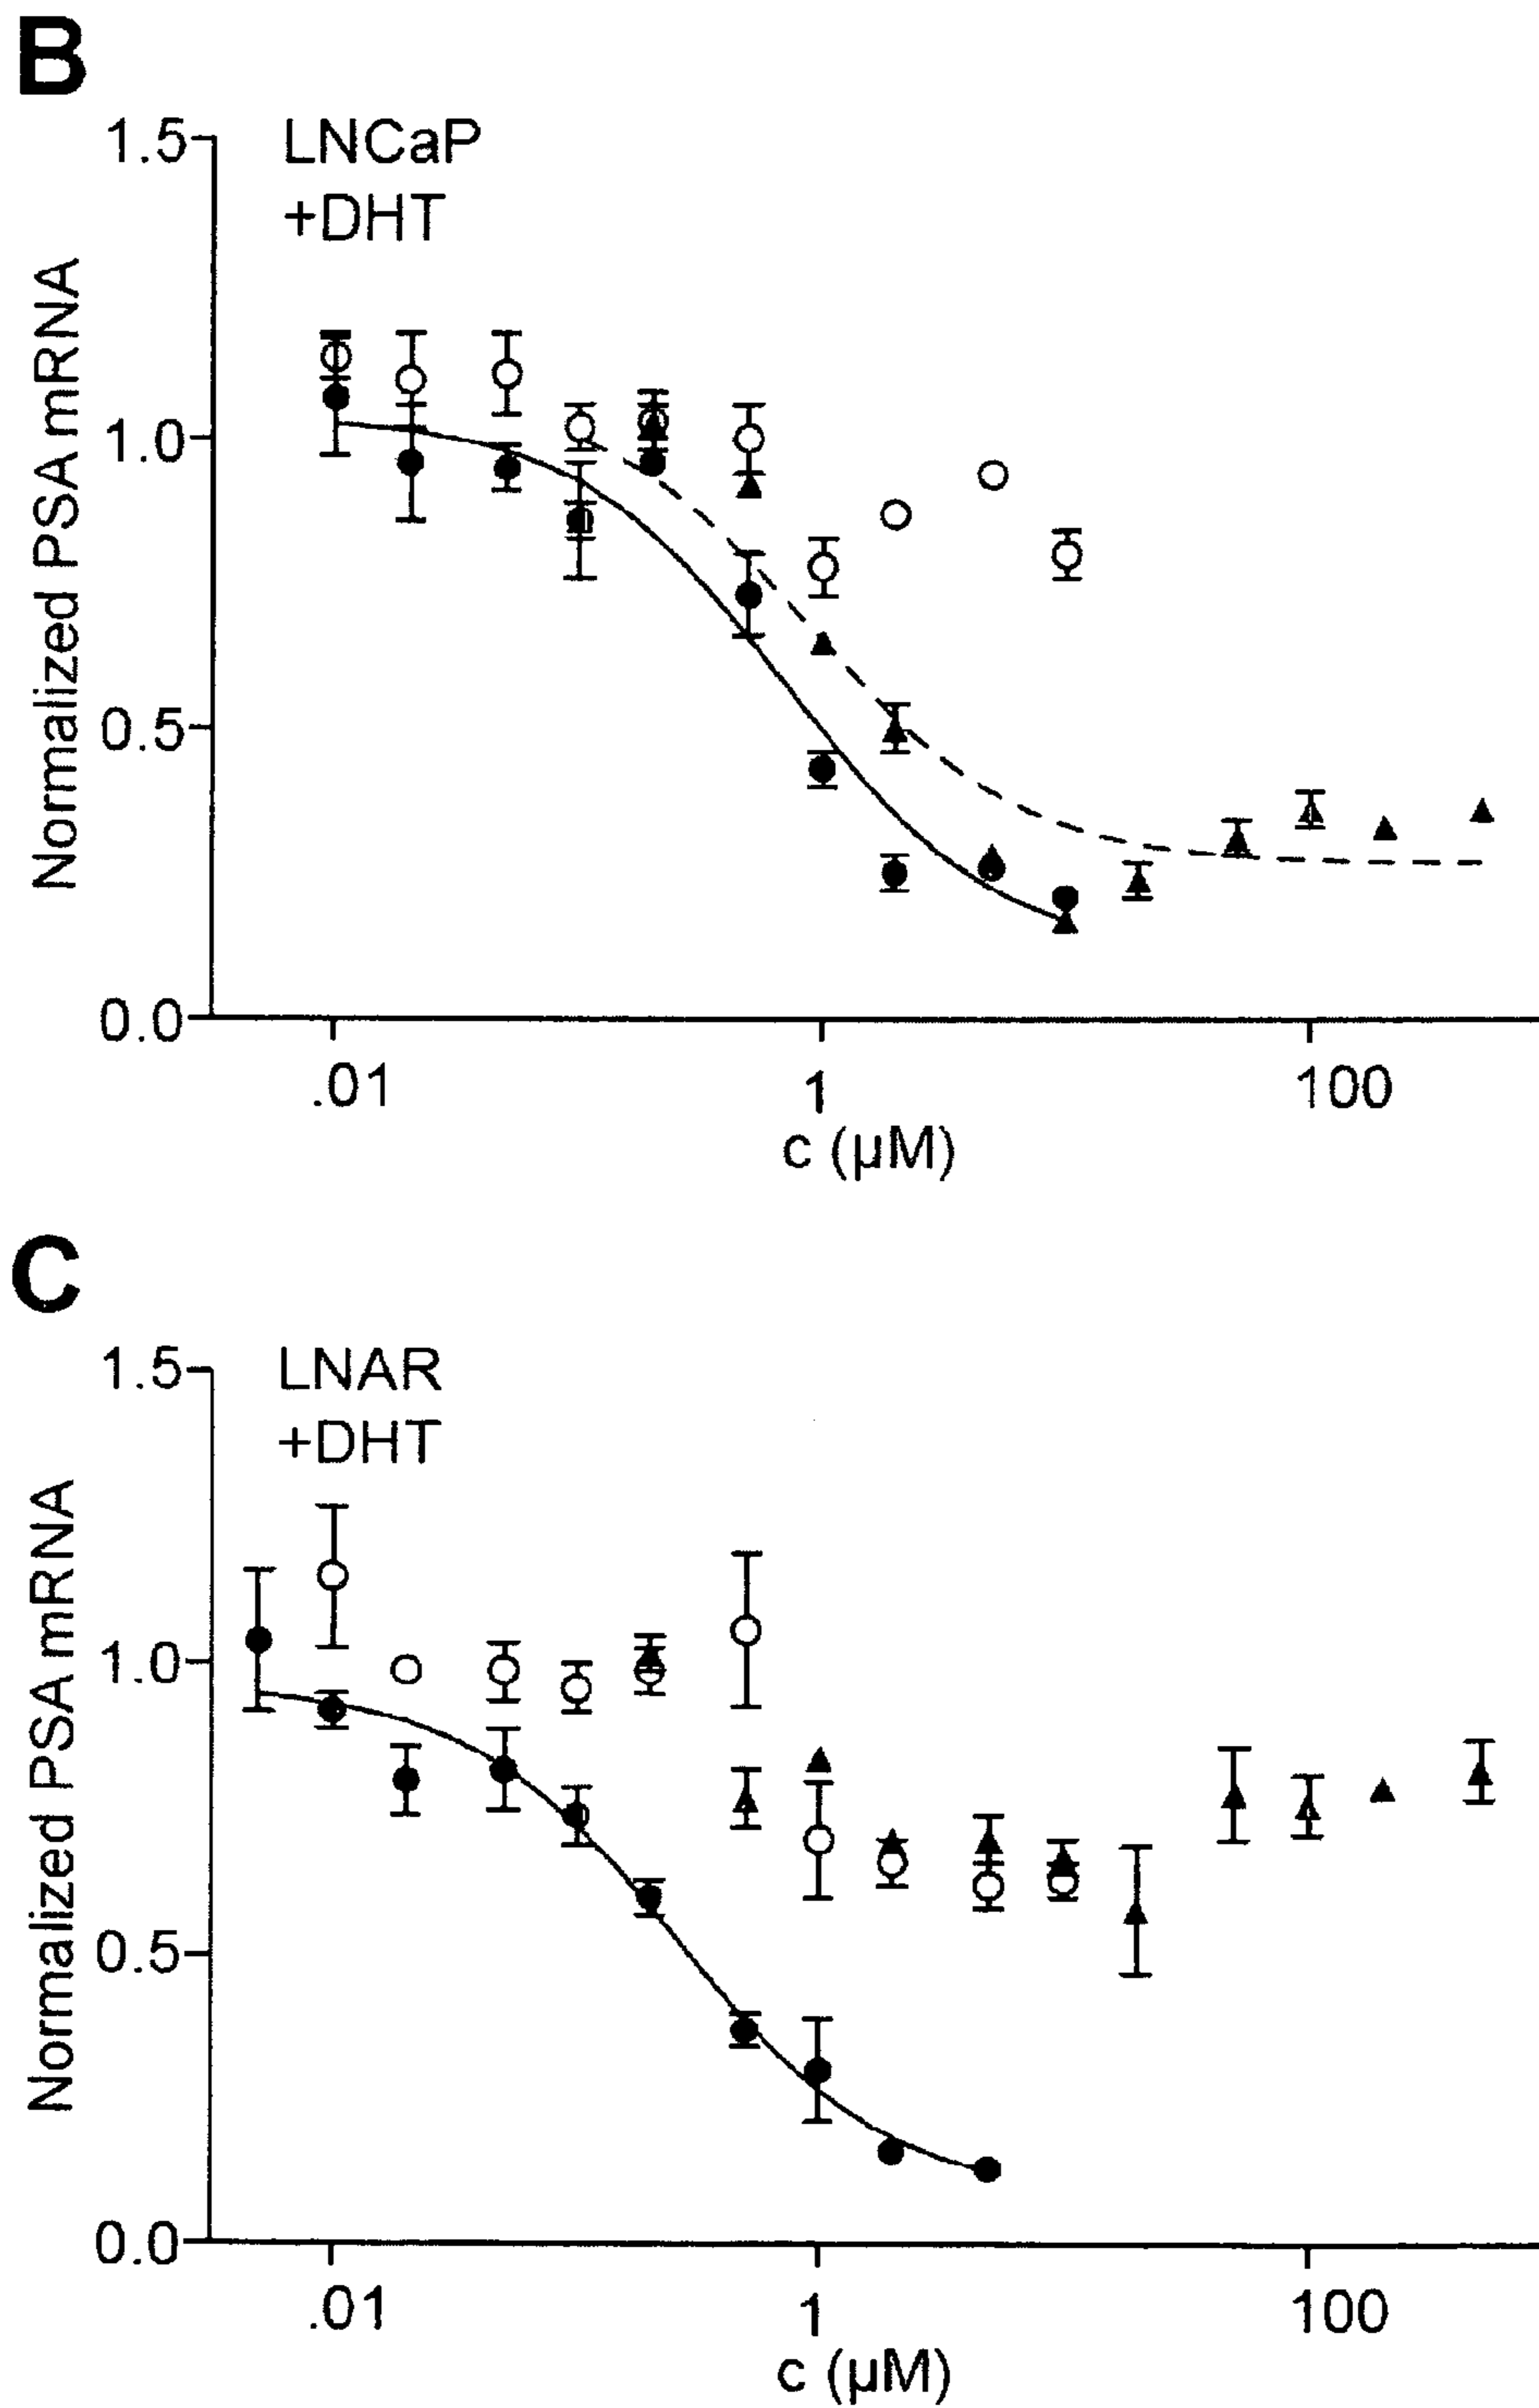 B
1.5
LNCaP
+DHT
1.0
0.5
0.0
Normalized PSA mRNA
.01
1
100
c (µM)
C
1.5
LNAR
+DHT
1.0
0.5
0.0
Normalized PSA mRNA
.01
1
100
c (µM)